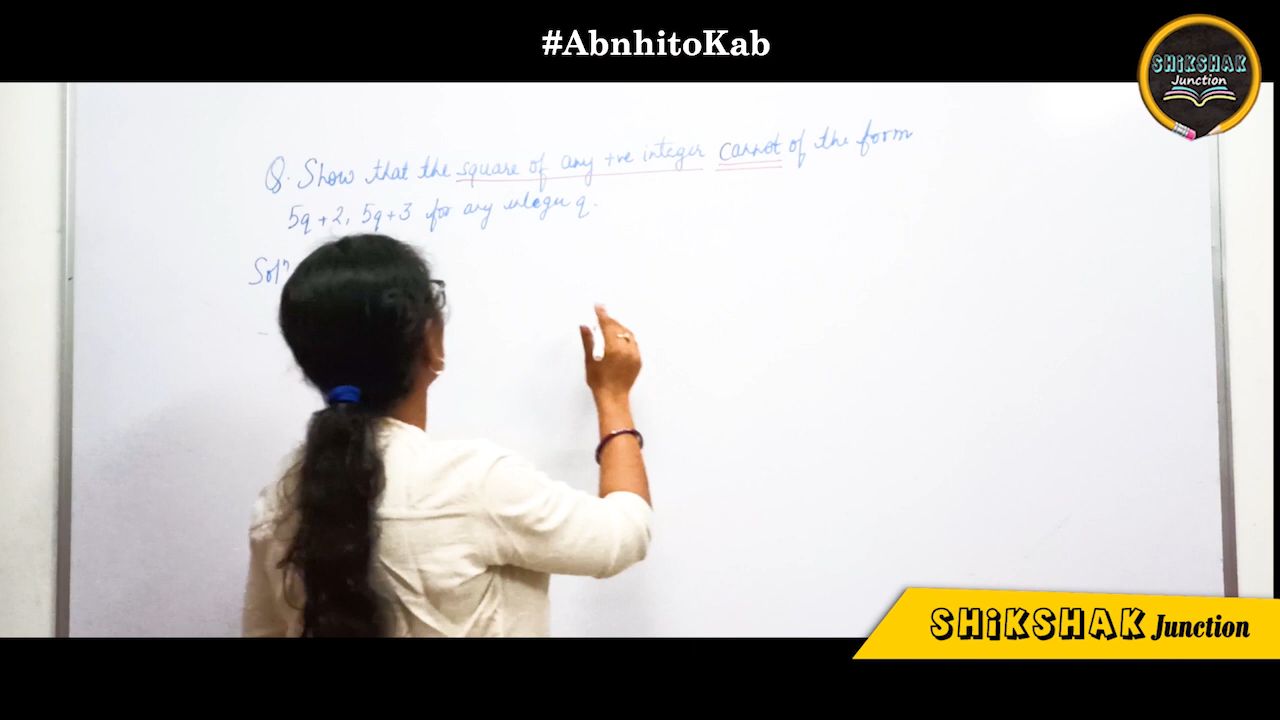 #AbnhitoKab
SHiKSHAK
Junction
Q. Show that the square of any +ve integer cannot of the form
5q + 2, 5q + 3 for any integer q.
Solⁿ
SHiKSHAK Junction